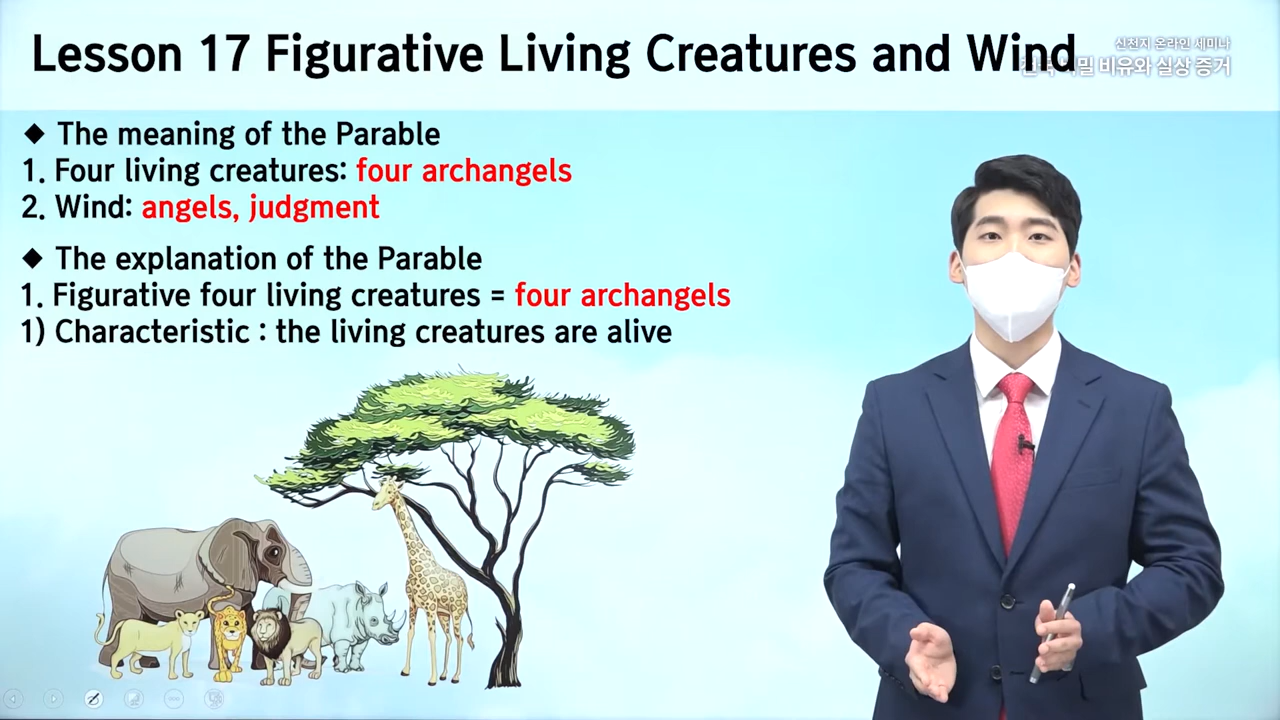 Lesson 17 Figurative Living Creatures and Wind
신천지 온라인 세미나
비유와 실상 증거
◆ The meaning of the Parable
1. Four living creatures: four archangels
2. Wind: angels, judgment
◆ The explanation of the Parable
1. Figurative four living creatures = four archangels
1) Characteristic : the living creatures are alive